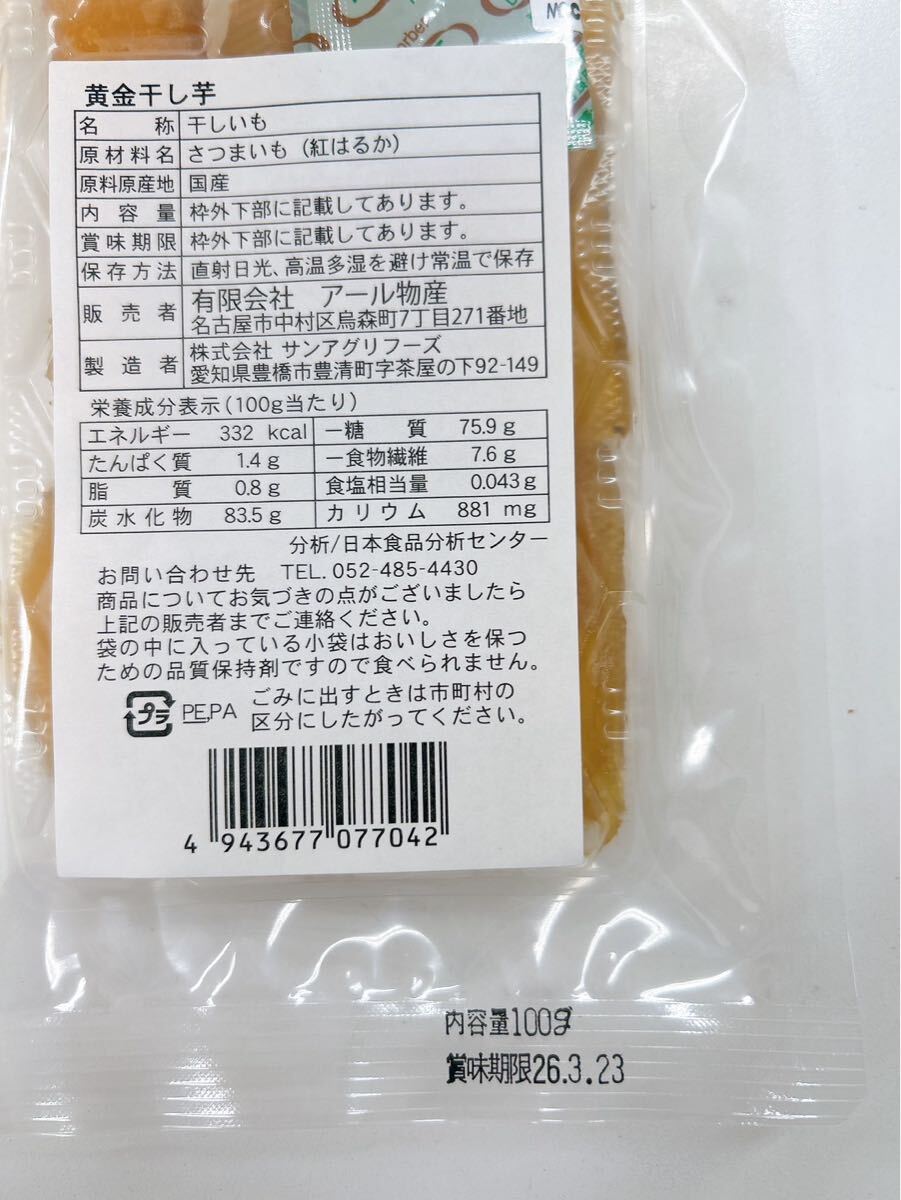 黄金干し芋
名称 干しいも
原材料名 さつまいも（紅はるか）
原料原産地 国産
内容量 枠外下部に記載してあります。
賞味期限 枠外下部に記載してあります。
保存方法 直射日光、高温多湿を避け常温で保存
販売者 有限会社 アール物産
名古屋市中村区烏森町7丁目271番地
製造者 株式会社 サンアグリフーズ
愛知県豊橋市豊清町字茶屋の下92-149
栄養成分表示（100g当たり）
エネルギー 332 kcal ー糖質 75.9 g
たんぱく質 1.4 g ー食物繊維 7.6 g
脂質 0.8 g 食塩相当量 0.043 g
炭水化物 83.5 g カリウム 881 mg
分析/日本食品分析センター
お問い合わせ先 TEL. 052-485-4430
商品についてお気づきの点がございましたら
上記の販売者までご連絡ください。
袋の中に入っている小袋はおいしさを保つ
ための品質保持剤ですので食べられません。
プラ PE,PA ごみに出すときは市町村の
区分にしたがってください。
4 943677 077042
内容量100g
賞味期限26.3.23